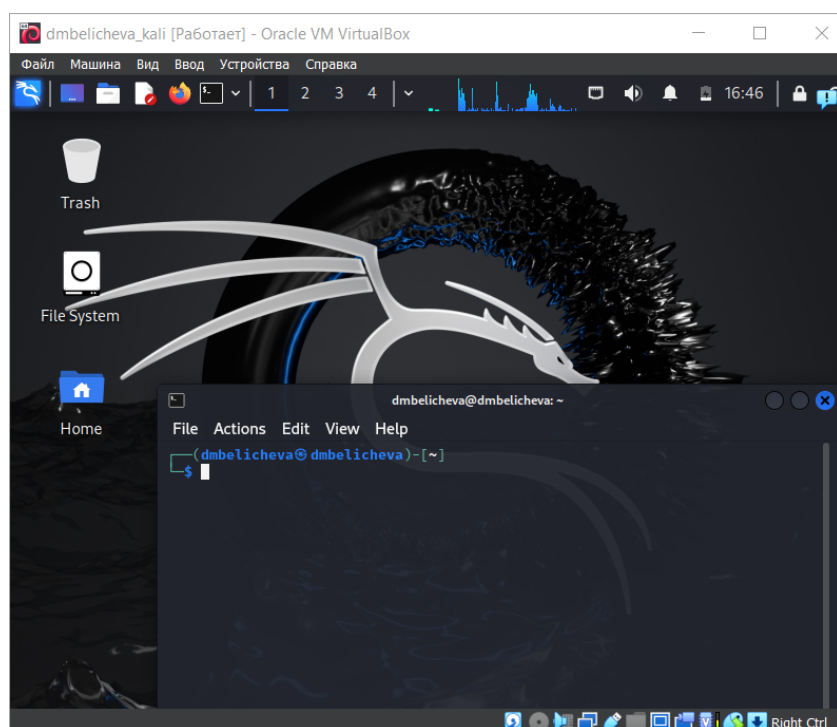 dmbelicheva_kali [Работает] - Oracle VM VirtualBox
Файл Машина Вид Ввод Устройства Справка
1 2 3 4 16:46
Trash
File System
Home
dmbelicheva@dmbelicheva: ~
File Actions Edit View Help
┌──(dmbelicheva㉿dmbelicheva)-[~]
└─$
Right Ctrl